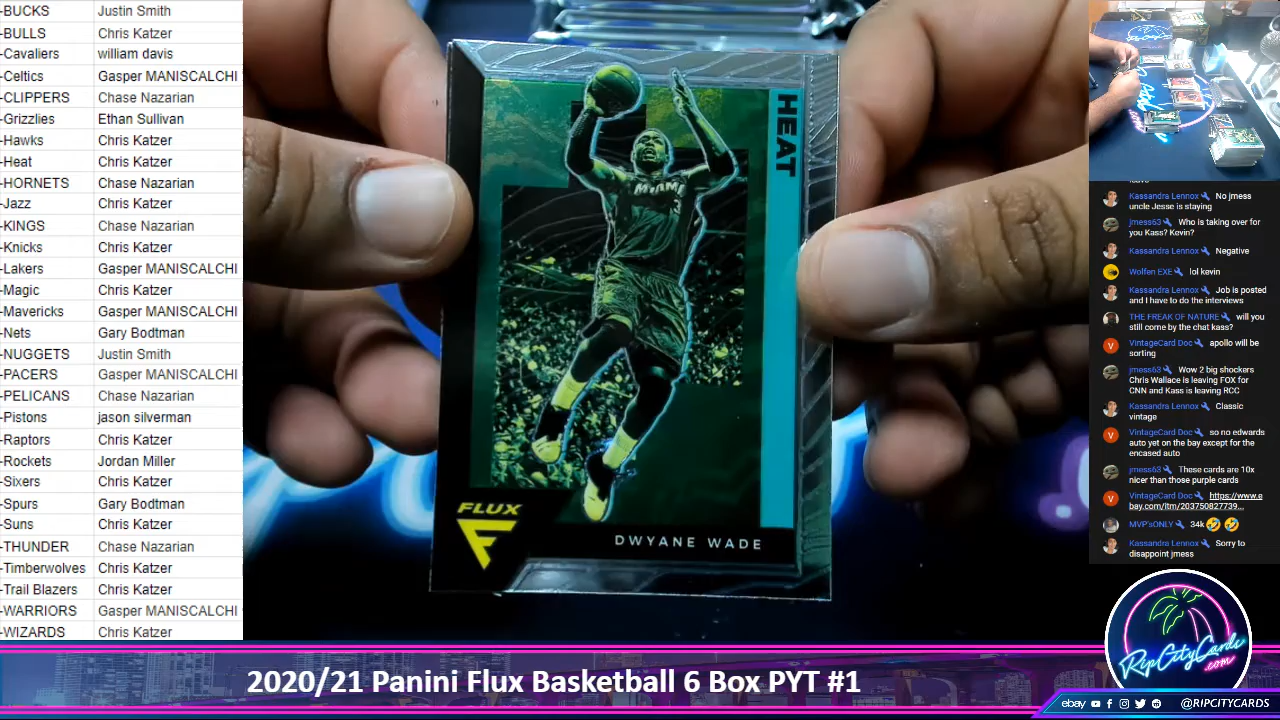 -BUCKS Justin Smith
-BULLS Chris Katzer
-Cavaliers william davis
-Celtics Gasper MANISCALCHI
-CLIPPERS Chase Nazarian
-Grizzlies Ethan Sullivan
-Hawks Chris Katzer
-Heat Chris Katzer
-HORNETS Chase Nazarian
-Jazz Chris Katzer
-KINGS Chase Nazarian
-Knicks Chris Katzer
-Lakers Gasper MANISCALCHI
-Magic Chris Katzer
-Mavericks Gasper MANISCALCHI
-Nets Gary Bodtman
-NUGGETS Justin Smith
-PACERS Gasper MANISCALCHI
-PELICANS Chase Nazarian
-Pistons jason silverman
-Raptors Chris Katzer
-Rockets Jordan Miller
-Sixers Chris Katzer
-Spurs Gary Bodtman
-Suns Chris Katzer
-THUNDER Chase Nazarian
-Timberwolves Chris Katzer
-Trail Blazers Chris Katzer
-WARRIORS Gasper MANISCALCHI
-WIZARDS Chris Katzer
HEAT
MIAMI
3
FLUX
DWYANE WADE
Kassandra Lennox No jmess
uncle Jesse is staying
jmess63 Who is taking over for
you Kass? Kevin?
Kassandra Lennox Negative
Wolfen EXE lol kevin
Kassandra Lennox Job is posted
and I have to do the interviews
THE FREAK OF NATURE will you
still come by the chat kass?
VintageCard Doc apollo will be
sorting
jmess63 Wow 2 big shockers
Chris Wallace is leaving FOX for
CNN and Kass is leaving RCC
Kassandra Lennox Classic
vintage
VintageCard Doc so no edwards
auto yet on the bay except for the
encased auto
jmess63 These cards are 10x
nicer than those purple cards
VintageCard Doc https://www.e
bay.com/itm/203750827739...
MVP'sONLY 34k🤣🤣
Kassandra Lennox Sorry to
disappoint jmess
RipCityCards
.com
2020/21 Panini Flux Basketball 6 Box PYT #1
ebay @RIPCITYCARDS